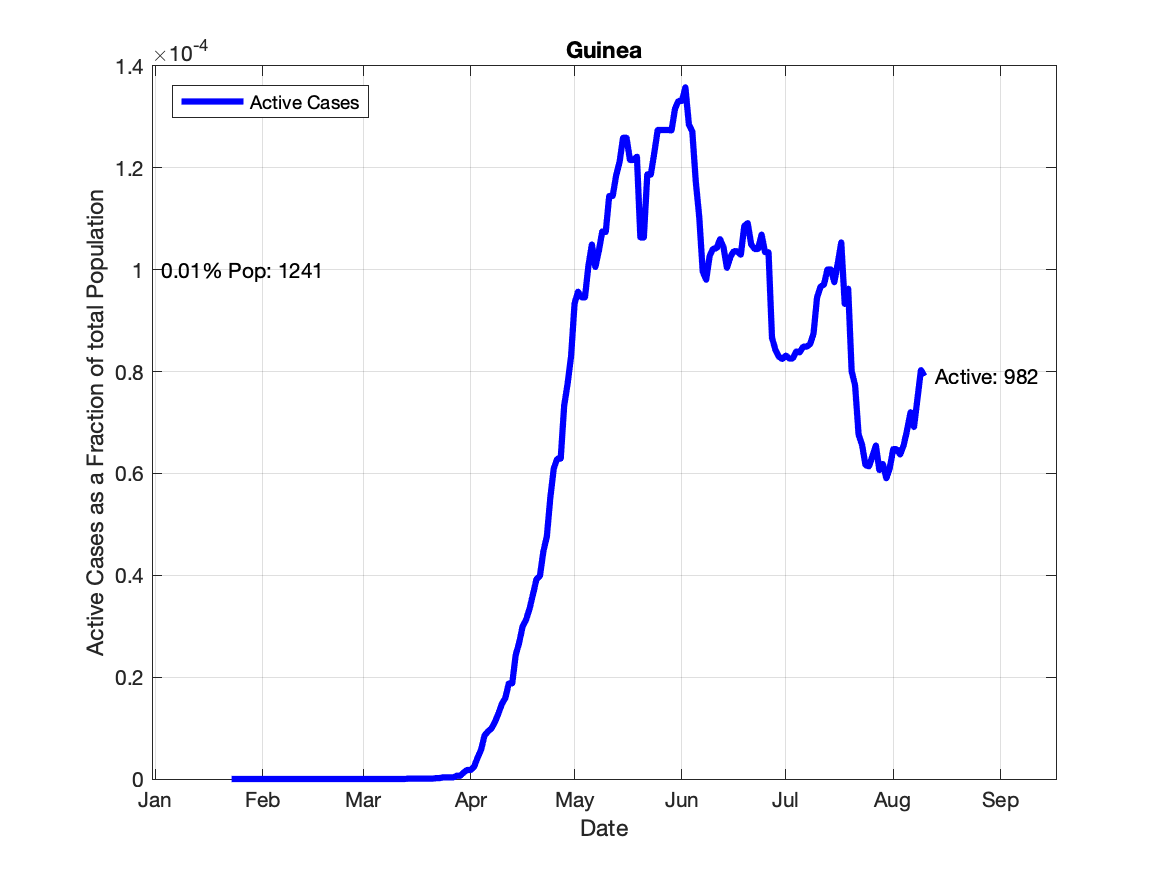 Guinea
×10-4
1.4
1.2
1
0.8
0.6
0.4
0.2
0
Active Cases as a Fraction of total Population
Active Cases
0.01% Pop: 1241
Active: 982
Jan Feb Mar Apr May Jun Jul Aug Sep
Date